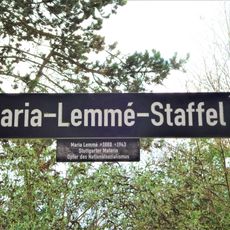 aria-Lemmé-Staffel
Maria Lemmé *1880 +1943
Stuttgarter Malerin
Opfer des Nationalsozialismus